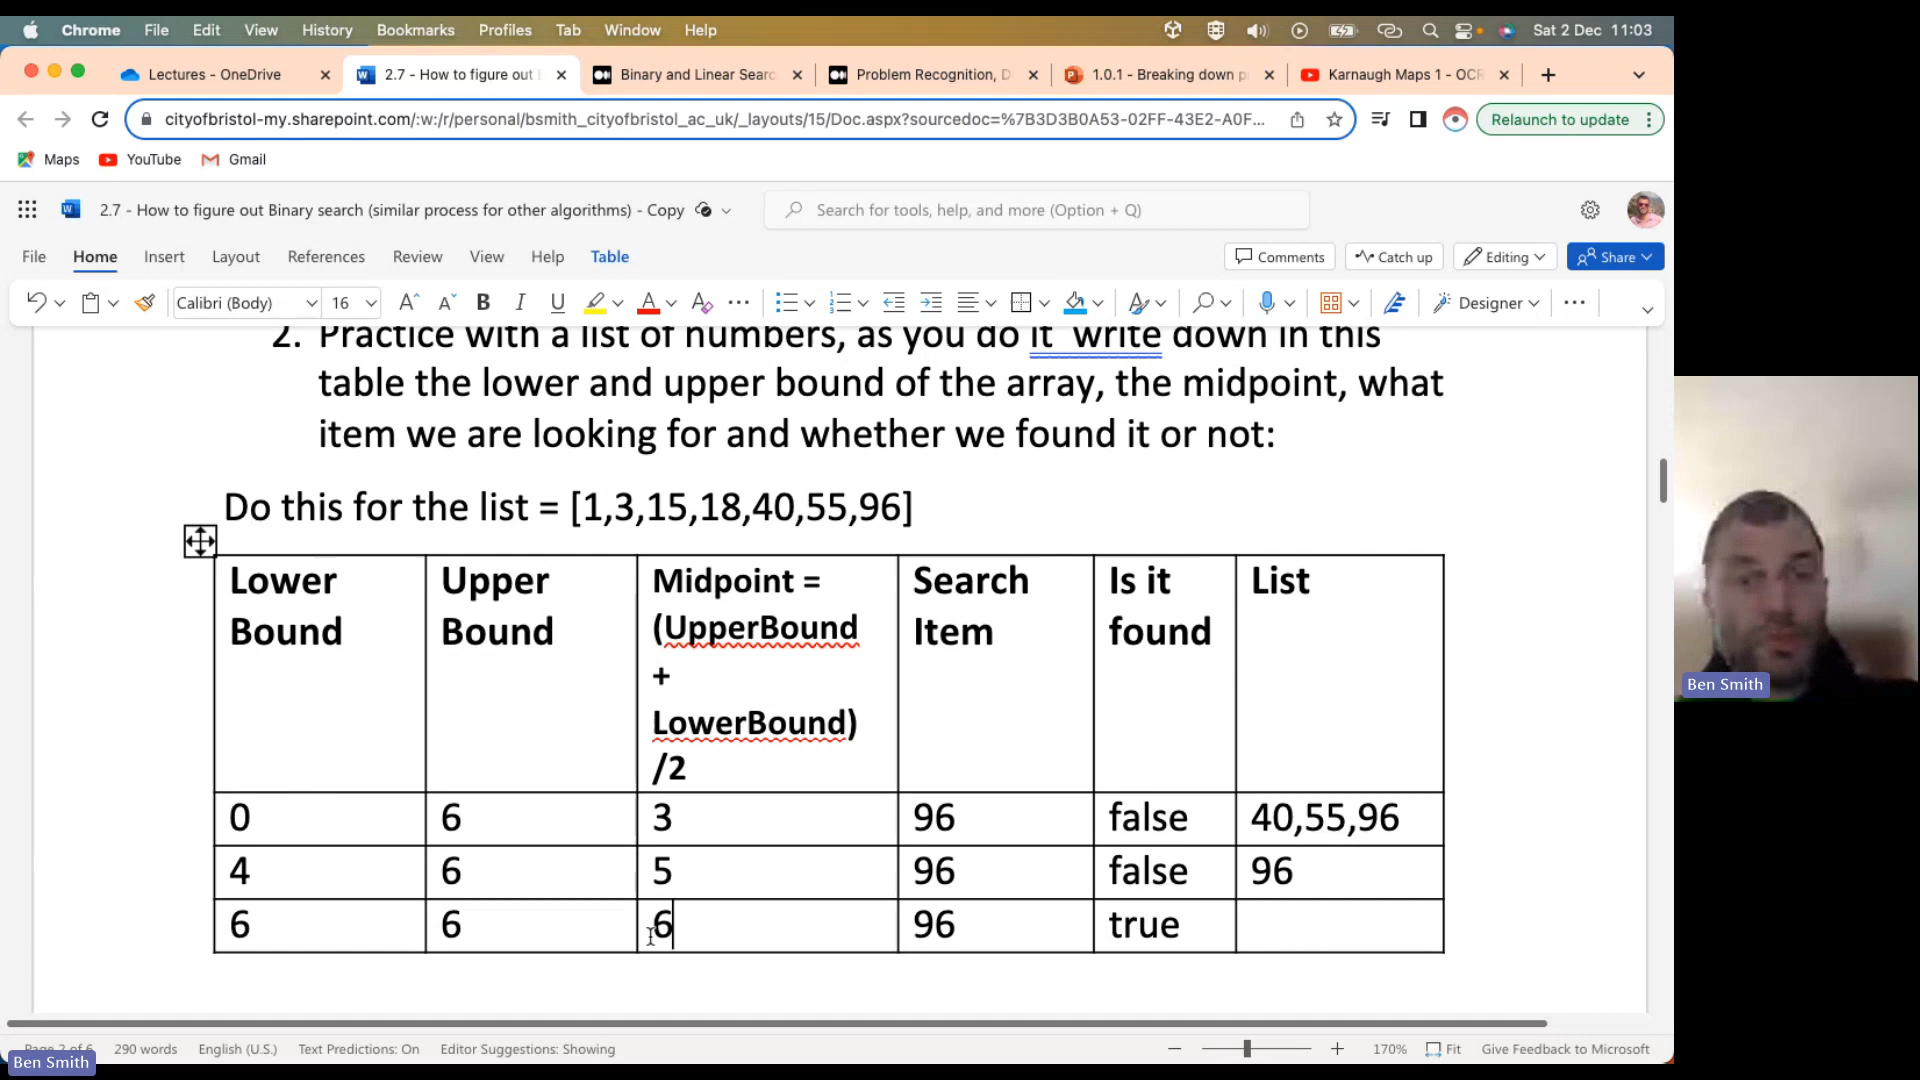 Chrome File Edit View History Bookmarks Profiles Tab Window Help Sat 2 Dec 11:03
Lectures - OneDrive 2.7 - How to figure out Binary and Linear Searc Problem Recognition, D 1.0.1 - Breaking down p Karnaugh Maps 1 - OCR
cityofbristol-my.sharepoint.com/:w:/r/personal/bsmith_cityofbristol_ac_uk/_layouts/15/Doc.aspx?sourcedoc=%7B3D3B0A53-02FF-43E2-A0F... Relaunch to update
Maps YouTube Gmail
2.7 - How to figure out Binary search (similar process for other algorithms) - Copy Search for tools, help, and more (Option + Q)
File Home Insert Layout References Review View Help Table Comments Catch up Editing Share
Calibri (Body) 16 A A B I U A A Designer
2. Practice with a list of numbers, as you do it write down in this
table the lower and upper bound of the array, the midpoint, what
item we are looking for and whether we found it or not:
Do this for the list = [1,3,15,18,40,55,96]
Lower Bound
Upper Bound
Midpoint = (UpperBound + LowerBound) /2
Search Item
Is it found
List
0 6 3 96 false 40,55,96
4 6 5 96 false 96
6 6 6 96 true
Ben Smith
Page 2 of 6 290 words English (U.S.) Text Predictions: On Editor Suggestions: Showing 170% Fit Give Feedback to Microsoft
Ben Smith